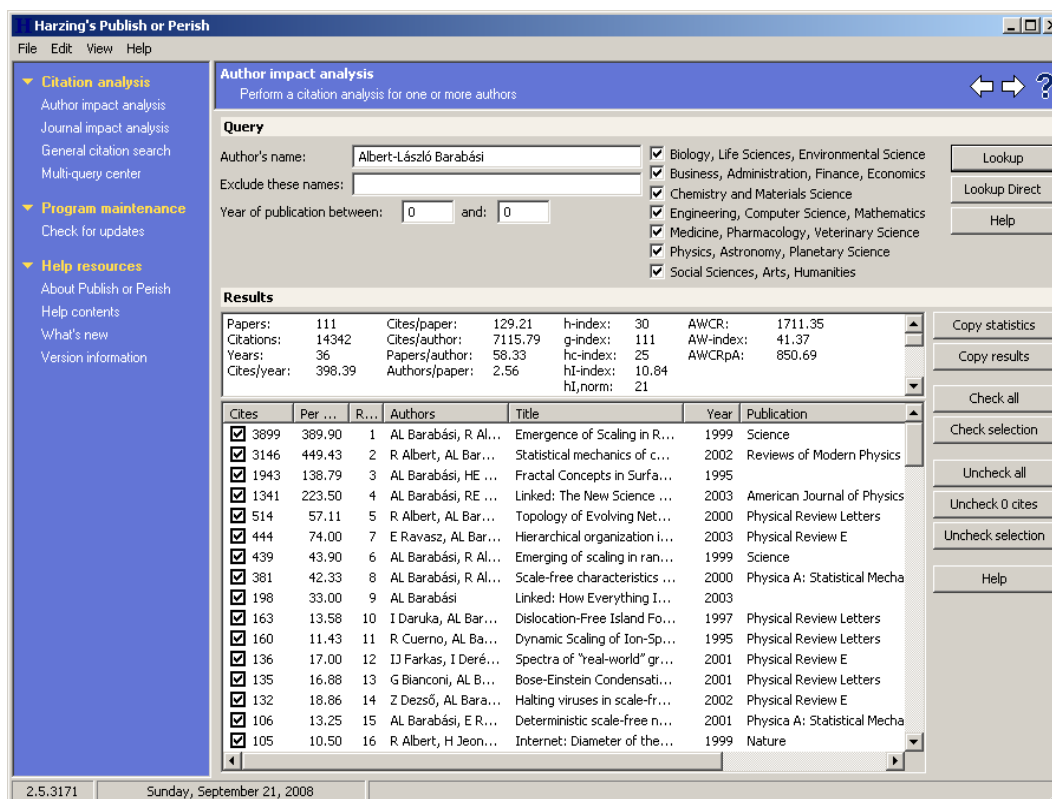 Harzing's Publish or Perish
File Edit View Help
Citation analysis
Author impact analysis
Journal impact analysis
General citation search
Multi-query center
Program maintenance
Check for updates
Help resources
About Publish or Perish
Help contents
What's new
Version information
Author impact analysis
Perform a citation analysis for one or more authors
Query
Author's name: Albert-László Barabási
Exclude these names:
Year of publication between: 0 and: 0
Biology, Life Sciences, Environmental Science
Business, Administration, Finance, Economics
Chemistry and Materials Science
Engineering, Computer Science, Mathematics
Medicine, Pharmacology, Veterinary Science
Physics, Astronomy, Planetary Science
Social Sciences, Arts, Humanities
Lookup
Lookup Direct
Help
Results
Papers: 111 Cites/paper: 129.21 h-index: 30 AWCR: 1711.35
Citations: 14342 Cites/author: 7115.79 g-index: 111 AW-index: 41.37
Years: 36 Papers/author: 58.33 hc-index: 25 AWCRpA: 850.69
Cites/year: 398.39 Authors/paper: 2.56 hI-index: 10.84
hI,norm: 21
Cites Per ... R... Authors Title Year Publication
3899 389.90 1 AL Barabási, R Al... Emergence of Scaling in R... 1999 Science
3146 449.43 2 R Albert, AL Bar... Statistical mechanics of c... 2002 Reviews of Modern Physics
1943 138.79 3 AL Barabási, HE ... Fractal Concepts in Surfa... 1995
1341 223.50 4 AL Barabási, RE ... Linked: The New Science ... 2003 American Journal of Physics
514 57.11 5 R Albert, AL Bar... Topology of Evolving Net... 2000 Physical Review Letters
444 74.00 7 E Ravasz, AL Bar... Hierarchical organization i... 2003 Physical Review E
439 43.90 6 AL Barabási, R Al... Emerging of scaling in ran... 1999 Science
381 42.33 8 AL Barabási, R Al... Scale-free characteristics ... 2000 Physica A: Statistical Mecha
198 33.00 9 AL Barabási Linked: How Everything I... 2003
163 13.58 10 I Daruka, AL Bar... Dislocation-Free Island Fo... 1997 Physical Review Letters
160 11.43 11 R Cuerno, AL Ba... Dynamic Scaling of Ion-Sp... 1995 Physical Review Letters
136 17.00 12 IJ Farkas, I Deré... Spectra of "real-world" gr... 2001 Physical Review E
135 16.88 13 G Bianconi, AL B... Bose-Einstein Condensati... 2001 Physical Review Letters
132 18.86 14 Z Dezső, AL Bara... Halting viruses in scale-fr... 2002 Physical Review E
106 13.25 15 AL Barabási, E R... Deterministic scale-free n... 2001 Physica A: Statistical Mecha
105 10.50 16 R Albert, H Jeon... Internet: Diameter of the... 1999 Nature
Copy statistics
Copy results
Check all
Check selection
Uncheck all
Uncheck 0 cites
Uncheck selection
Help
2.5.3171 Sunday, September 21, 2008